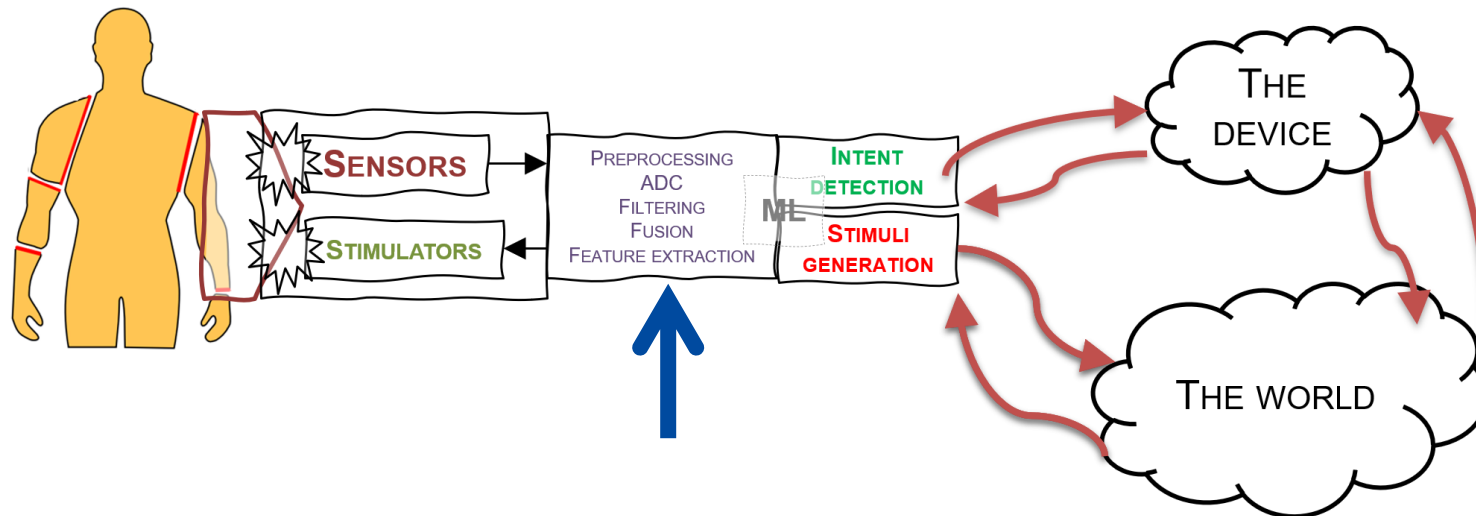 SENSORS
STIMULATORS
PREPROCESSING
ADC
FILTERING
FUSION
FEATURE EXTRACTION
ML
INTENT
DETECTION
STIMULI
GENERATION
THE
DEVICE
THE WORLD